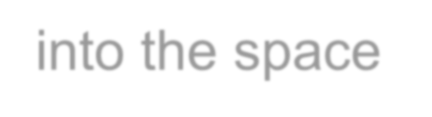 into the space